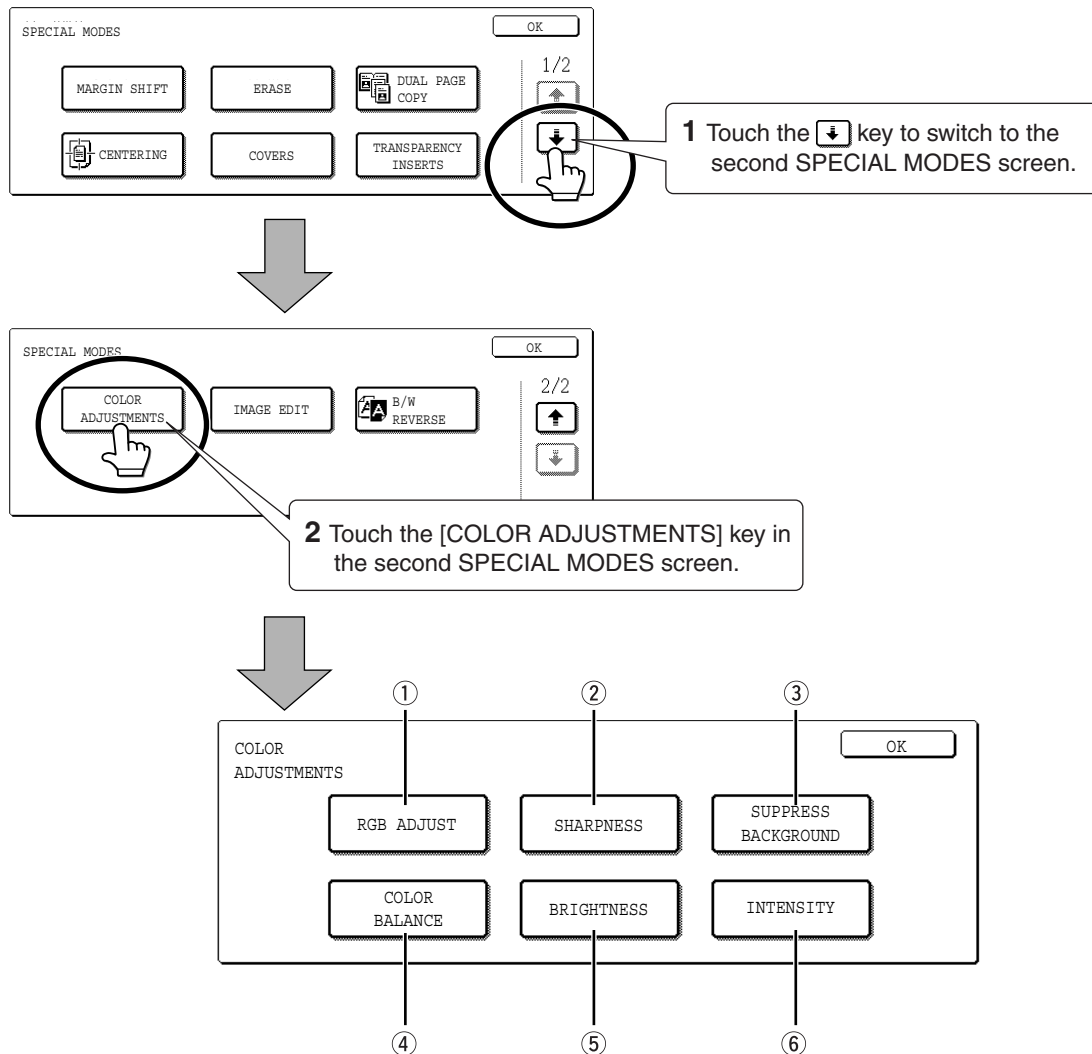 SPECIAL MODES
OK
MARGIN SHIFT
ERASE
DUAL PAGE
COPY
1/2
CENTERING
COVERS
TRANSPARENCY
INSERTS
1 Touch the key to switch to the
second SPECIAL MODES screen.
SPECIAL MODES
OK
COLOR
ADJUSTMENTS
IMAGE EDIT
B/W
REVERSE
2/2
2 Touch the [COLOR ADJUSTMENTS] key in
the second SPECIAL MODES screen.
① ② ③
COLOR
ADJUSTMENTS
OK
RGB ADJUST
SHARPNESS
SUPPRESS
BACKGROUND
COLOR
BALANCE
BRIGHTNESS
INTENSITY
④ ⑤ ⑥